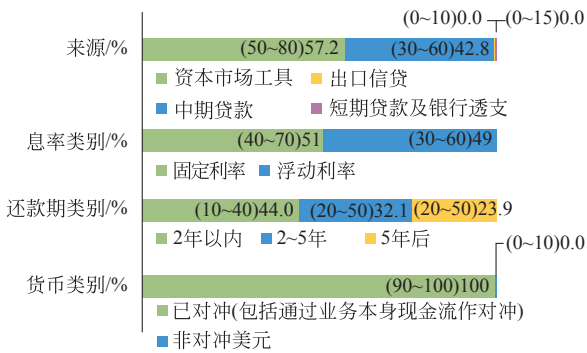 (0~10)0.0 (0~15)0.0
来源/% (50~80)57.2 (30~60)42.8
资本市场工具 出口信贷
中期贷款 短期贷款及银行透支
息率类别/% (40~70)51 (30~60)49
固定利率 浮动利率
还款期类别/% (10~40)44.0 (20~50)32.1 (20~50)23.9
2年以内 2~5年 5年后
(0~10)0.0
货币类别/% (90~100)100
已对冲(包括通过业务本身现金流作对冲)
非对冲美元